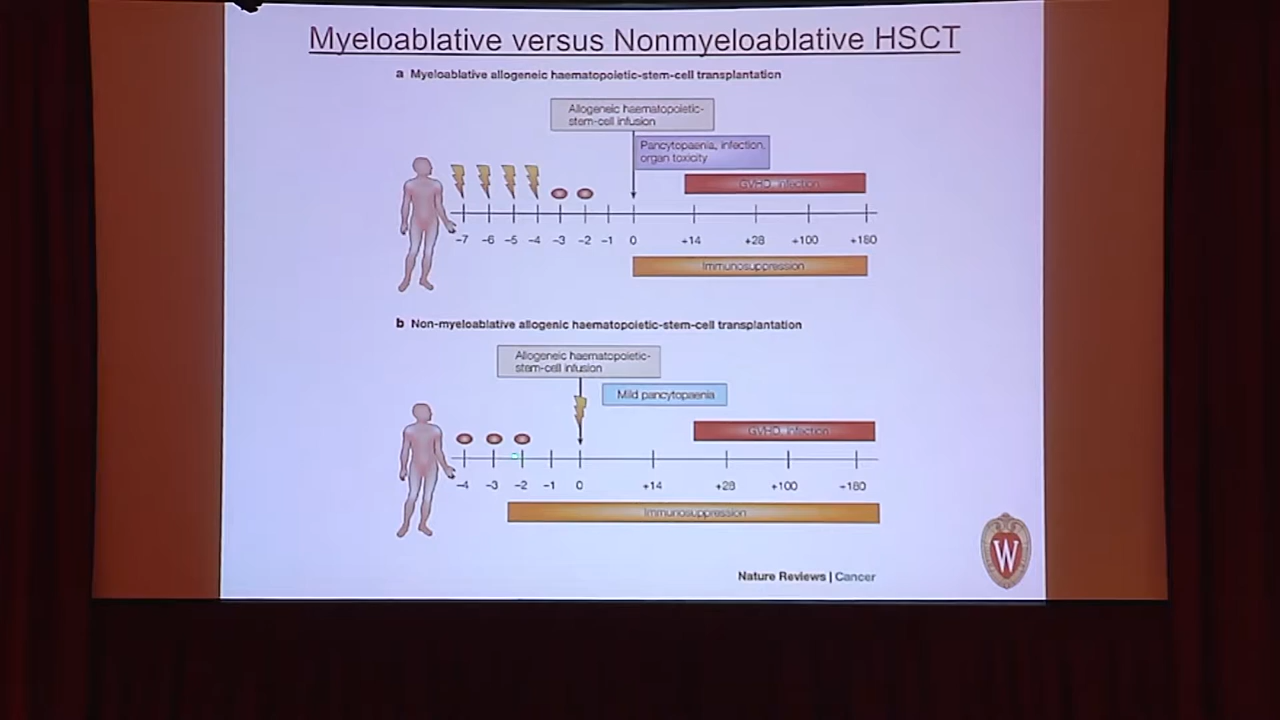 Myeloablative versus Nonmyeloablative HSCT
a Myeloablative allogeneic haematopoietic-stem-cell transplantation
Allogeneic haematopoietic-
stem-cell infusion
Pancytopaenia, infection,
organ toxicity
GVHD, infection
-7 -6 -5 -4 -3 -2 -1 0 +14 +28 +100 +180
Immunosuppression
b Non-myeloablative allogenic haematopoietic-stem-cell transplantation
Allogeneic haematopoietic-
stem-cell infusion
Mild pancytopaenia
GVHD, infection
-4 -3 -2 -1 0 +14 +28 +100 +180
Immunosuppression
W
Nature Reviews | Cancer